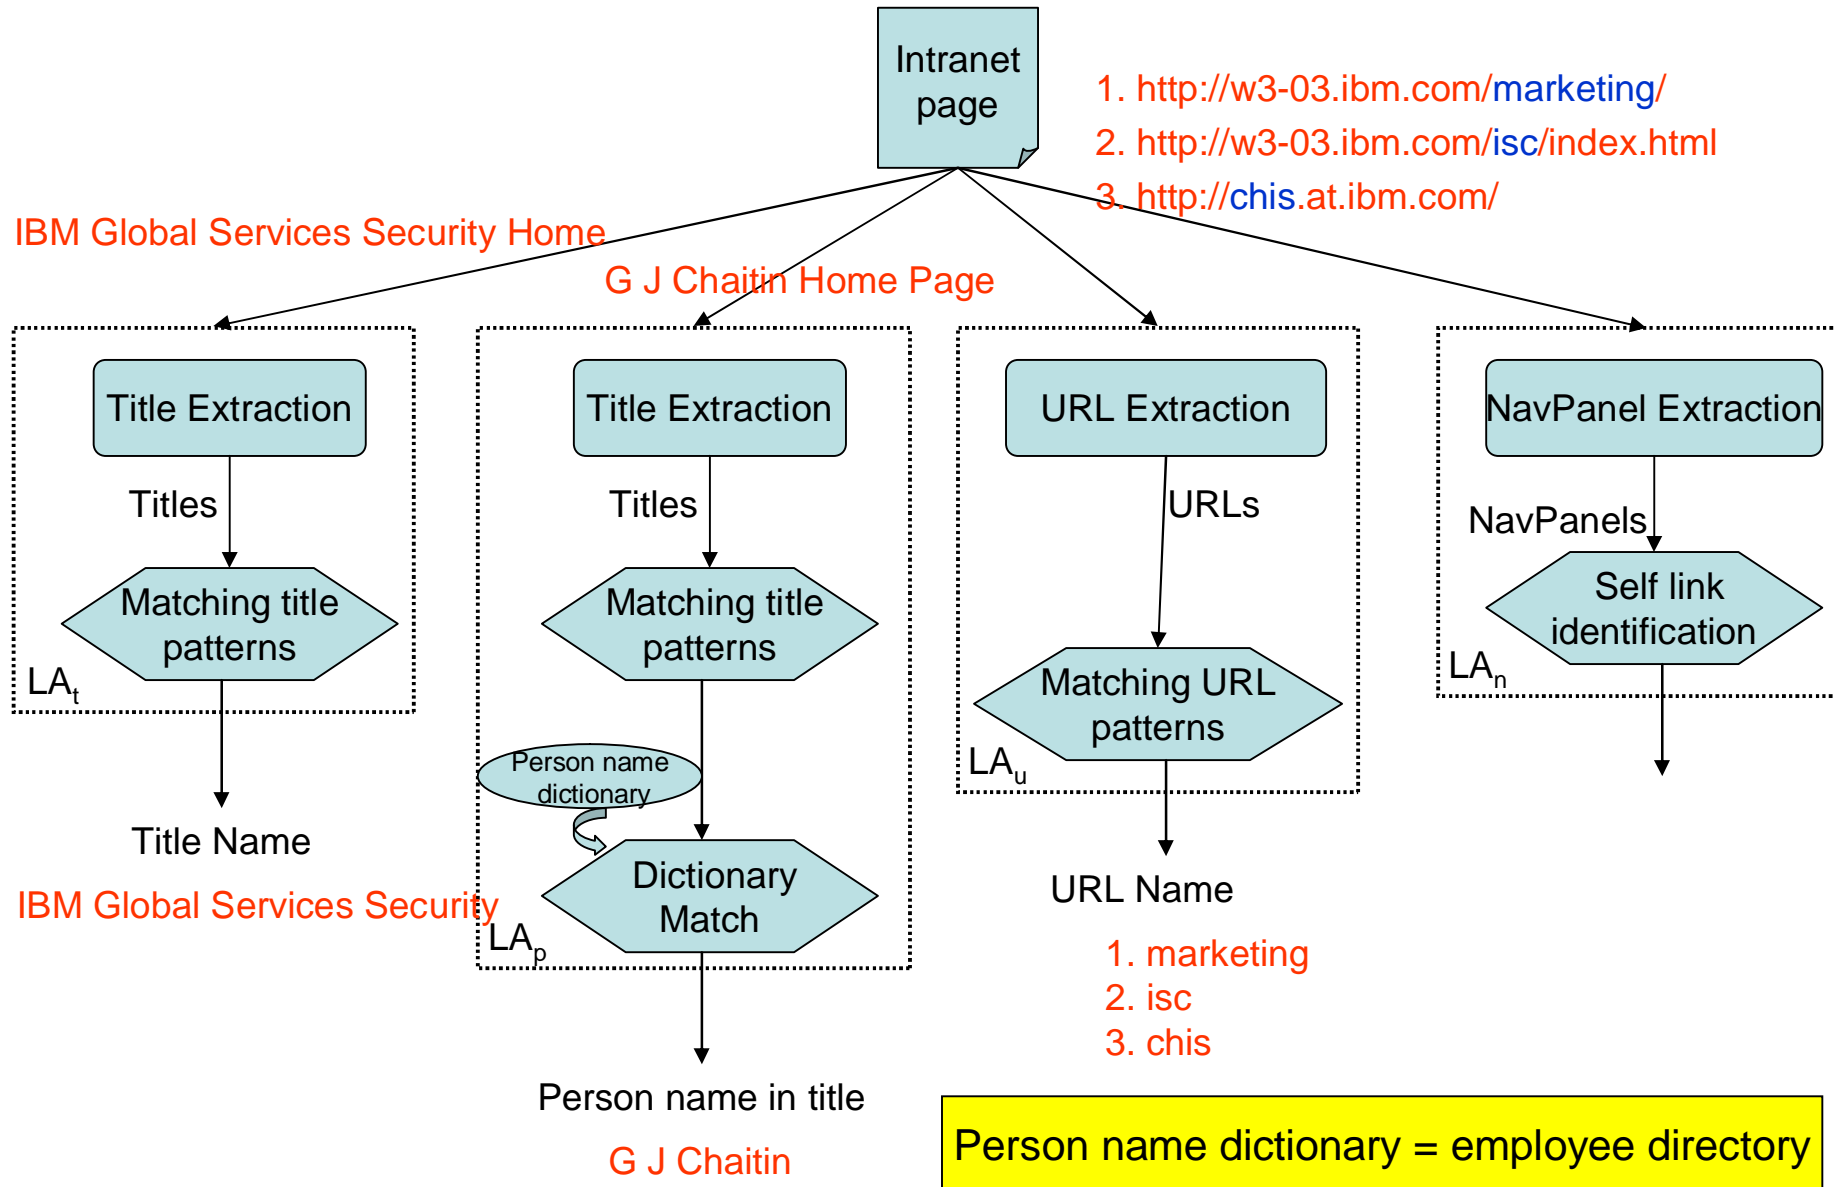 Intranet
page
1. http://w3-03.ibm.com/marketing/
2. http://w3-03.ibm.com/isc/index.html
3. http://chis.at.ibm.com/
IBM Global Services Security Home
G J Chaitin Home Page
Title Extraction
Titles
Matching title
patterns
LAt
Title Name
IBM Global Services Security
Title Extraction
Titles
Matching title
patterns
Person name
dictionary
Dictionary
Match
LAp
Person name in title
G J Chaitin
URL Extraction
URLs
Matching URL
patterns
LAu
URL Name
1. marketing
2. isc
3. chis
NavPanel Extraction
NavPanels
Self link
identification
LAn
Person name dictionary = employee directory